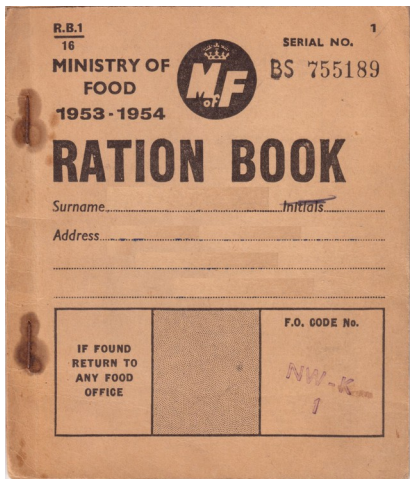 R.B.1
16
1
SERIAL NO.
BS 755189
MINISTRY OF
FOOD
1953-1954
M of F
RATION BOOK
Surname
Initials
Address
IF FOUND
RETURN TO
ANY FOOD
OFFICE
F.O. CODE No.
NW-K
1